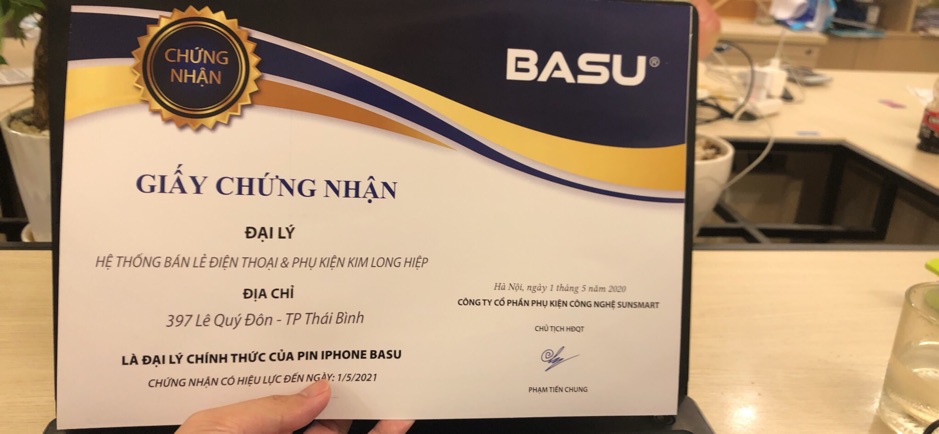 CHỨNG
NHẬN
BASU®
GIẤY CHỨNG NHẬN
ĐẠI LÝ
HỆ THỐNG BÁN LẺ ĐIỆN THOẠI & PHỤ KIỆN KIM LONG HIỆP
ĐỊA CHỈ
397 Lê Quý Đôn - TP Thái Bình
LÀ ĐẠI LÝ CHÍNH THỨC CỦA PIN IPHONE BASU
CHỨNG NHẬN CÓ HIỆU LỰC ĐẾN NGÀY: 1/5/2021
Hà Nội, ngày 1 tháng 5 năm 2020
CÔNG TY CỔ PHẦN PHỤ KIỆN CÔNG NGHỆ SUNSMART
CHỦ TỊCH HĐQT
PHẠM TIẾN CHUNG